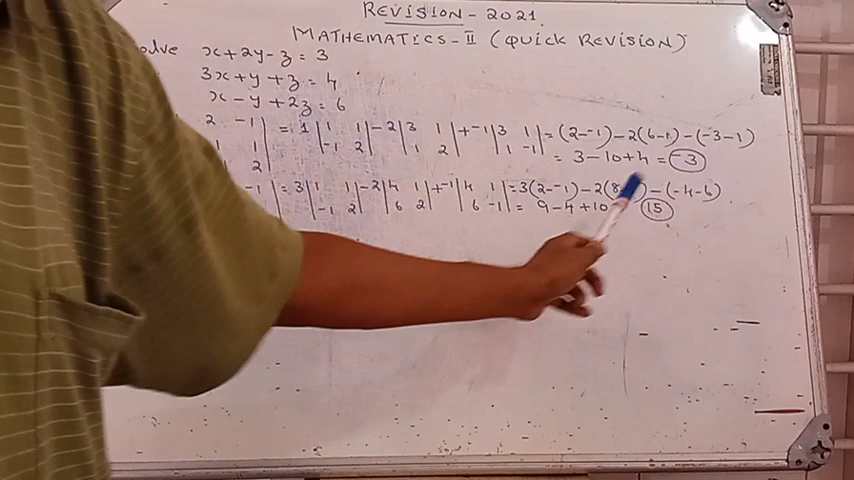 REVISION - 2021
MATHEMATICS - II (QUICK REVISION)
x + 2y - z = 3
3x + y + z = 4
x - y + 2z = 6
2 -1 | = 1 | 1 1 | - 2 | 3 1 | + -1 | 3 1 | = (2--1) - 2(6-1) - (-3-1)
1 1 | -1 2 | 1 2 | 1 -1 |
2 | = 3 - 10 + 4 = -3
-1 | = 3 | 1 1 | - 2 | 4 1 | + -1 | 4 1 | = 3(2--1) - 2(8 ) - (-4-6)
| -1 2 | 6 2 | 6 -1 | = 9 - 4 + 10 15